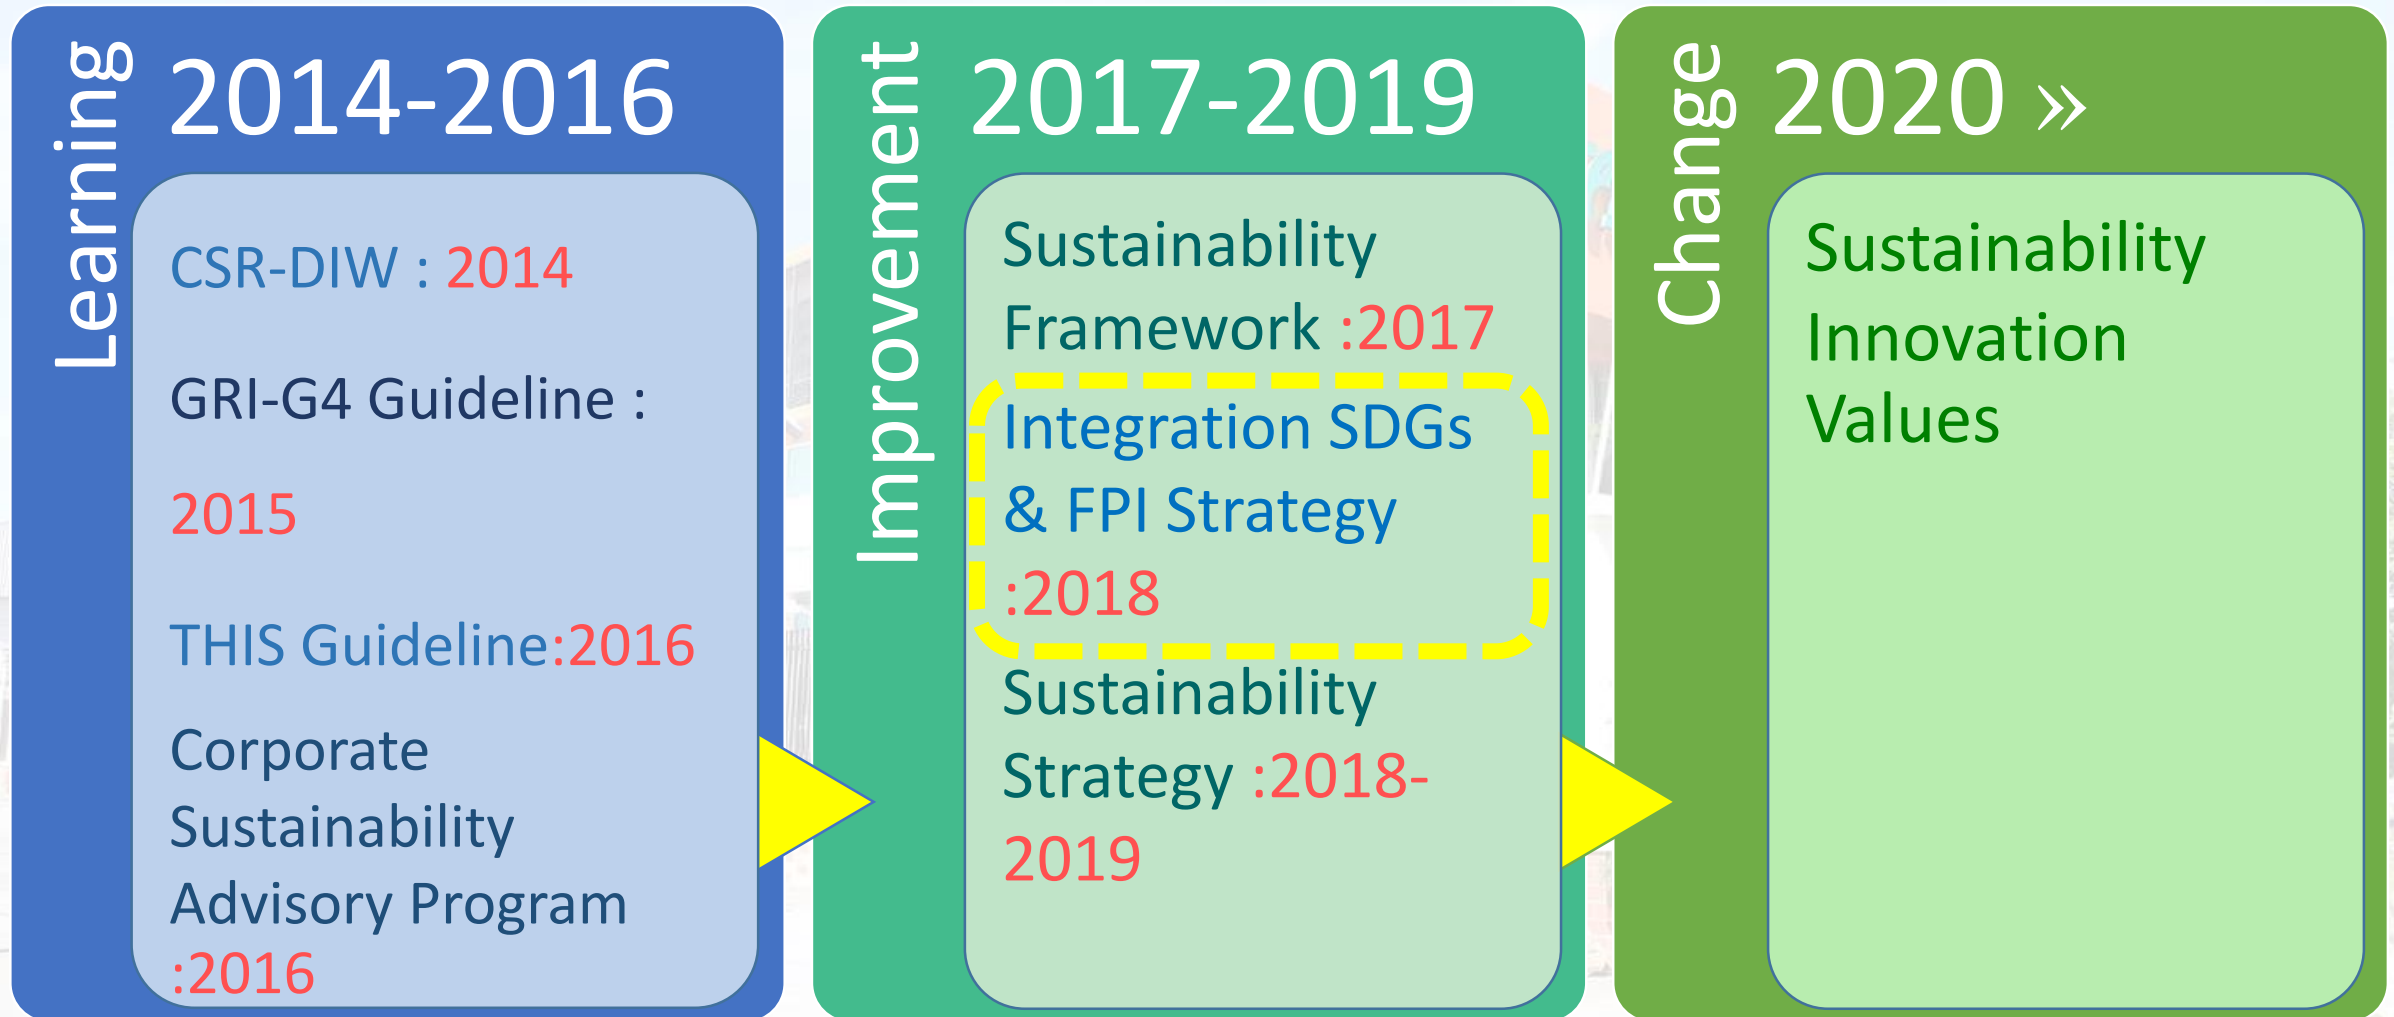 Learning
2014-2016
CSR-DIW : 2014
GRI-G4 Guideline :
2015
THIS Guideline:2016
Corporate
Sustainability
Advisory Program
:2016
Improvement
2017-2019
Sustainability
Framework :2017
Integration SDGs
& FPI Strategy
:2018
Sustainability
Strategy :2018-
2019
Change
2020 »
Sustainability
Innovation
Values